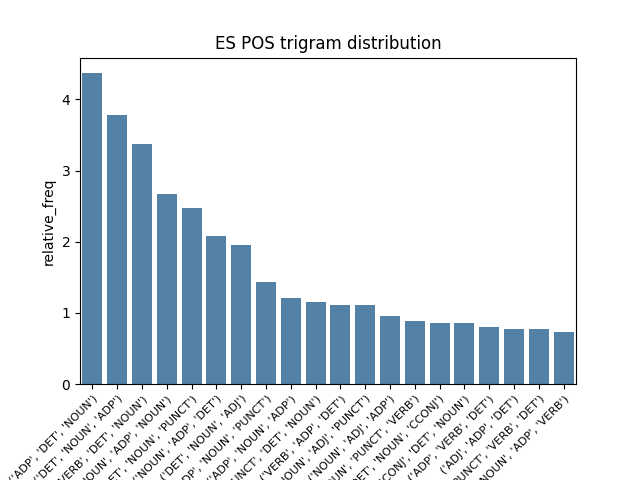 ES POS trigram distribution
relative_freq
4
3
2
1
0
('ADP', 'DET', 'NOUN')
('DET', 'NOUN', 'ADP')
VERB', 'DET', 'NOUN')
NOUN', 'ADP', 'NOUN')
ET', 'NOUN', 'PUNCT')
'NOUN', 'ADP', 'DET')
('DET', 'NOUN', 'ADJ')
DP', 'NOUN', 'PUNCT')
('ADP', 'NOUN', 'ADP')
UNCT', 'DET', 'NOUN')
('VERB', 'ADP', 'DET')
NOUN', 'ADJ', 'PUNCT')
('NOUN', 'ADJ', 'ADP')
UN', 'PUNCT', 'VERB')
ET', 'NOUN', 'CCONJ')
CONJ', 'DET', 'NOUN')
('ADP', 'VERB', 'DET')
('ADJ', 'ADP', 'DET')
PUNCT', 'VERB', 'DET')
NOUN', 'ADP', 'VERB')